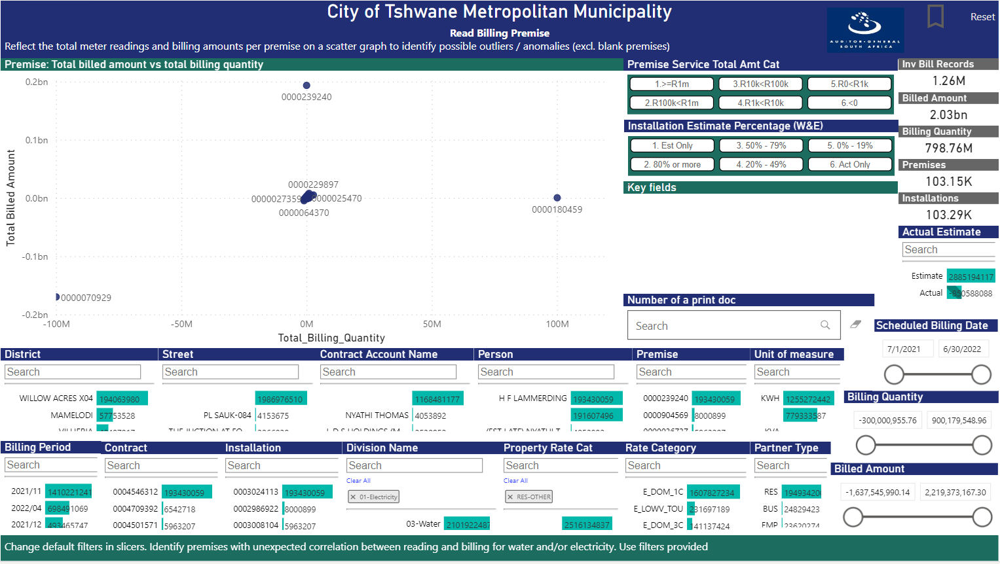 City of Tshwane Metropolitan Municipality
Read Billing Premise
Reflect the total meter readings and billing amounts per premise on a scatter graph to identify possible outliers / anomalies (excl. blank premises)
AUDITOR-GENERAL
SOUTH AFRICA
Reset
Premise: Total billed amount vs total billing quantity
0.2bn
0.1bn
0.0bn
-0.1bn
-0.2bn
Total Billed Amount
0000239240
0000229897
0000027359
0000025470
0000064370
0000180459
0000070929
-100M
-50M
0M
50M
100M
Total_Billing_Quantity
Premise Service Total Amt Cat
1.>=R1m
3.R10k<R100k
5.R0<R1k
2.R100k<R1m
4.R1k<R10k
6.<0
Installation Estimate Percentage (W&E)
1. Est Only
3. 50% - 79%
5. 0% - 19%
2. 80% or more
4. 20% - 49%
6. Act Only
Key fields
Number of a print doc
Search
Inv Bill Records
1.26M
Billed Amount
2.03bn
Billing Quantity
798.76M
Premises
103.15K
Installations
103.29K
Actual Estimate
Search
Estimate 2885194117
Actual -850588088
Scheduled Billing Date
7/1/2021
6/30/2022
Billing Quantity
-300,000,955.76
900,179,548.96
Billed Amount
-1,637,545,990.14
2,219,373,167.30
District
Search
WILLOW ACRES X04 194063980
MAMELODI 57753528
Street
Search
1986976510
PL SAUK-084 4153675
Contract Account Name
Search
1168481177
NYATHI THOMAS 4053892
Person
Search
H F LAMMERDING 193430059
191607496
Premise
Search
0000239240 193430059
0000904569 8000899
Unit of measure
Search
KWH 1255272442
779333587
Billing Period
Search
2021/11 1410221241
2022/04 698491069
2021/12 493465747
Contract
Search
0004546312 193430059
0004709392 6542718
0004501571 5963207
Installation
Search
0003024113 193430059
0002986922 8000899
0003008104 5963207
Division Name
Search
Clear All
× 01-Electricity
03-Water 2101922487
Property Rate Cat
Search
Clear All
× RES-OTHER
2516134837
Rate Category
Search
E_DOM_1C 1607827234
E_LOWV_TOU 231697189
E_DOM_3C 141137424
Partner Type
Search
RES
BUS 24829423
EMP 23620274
Change default filters in slicers. Identify premises with unexpected correlation between reading and billing for water and/or electricity. Use filters provided